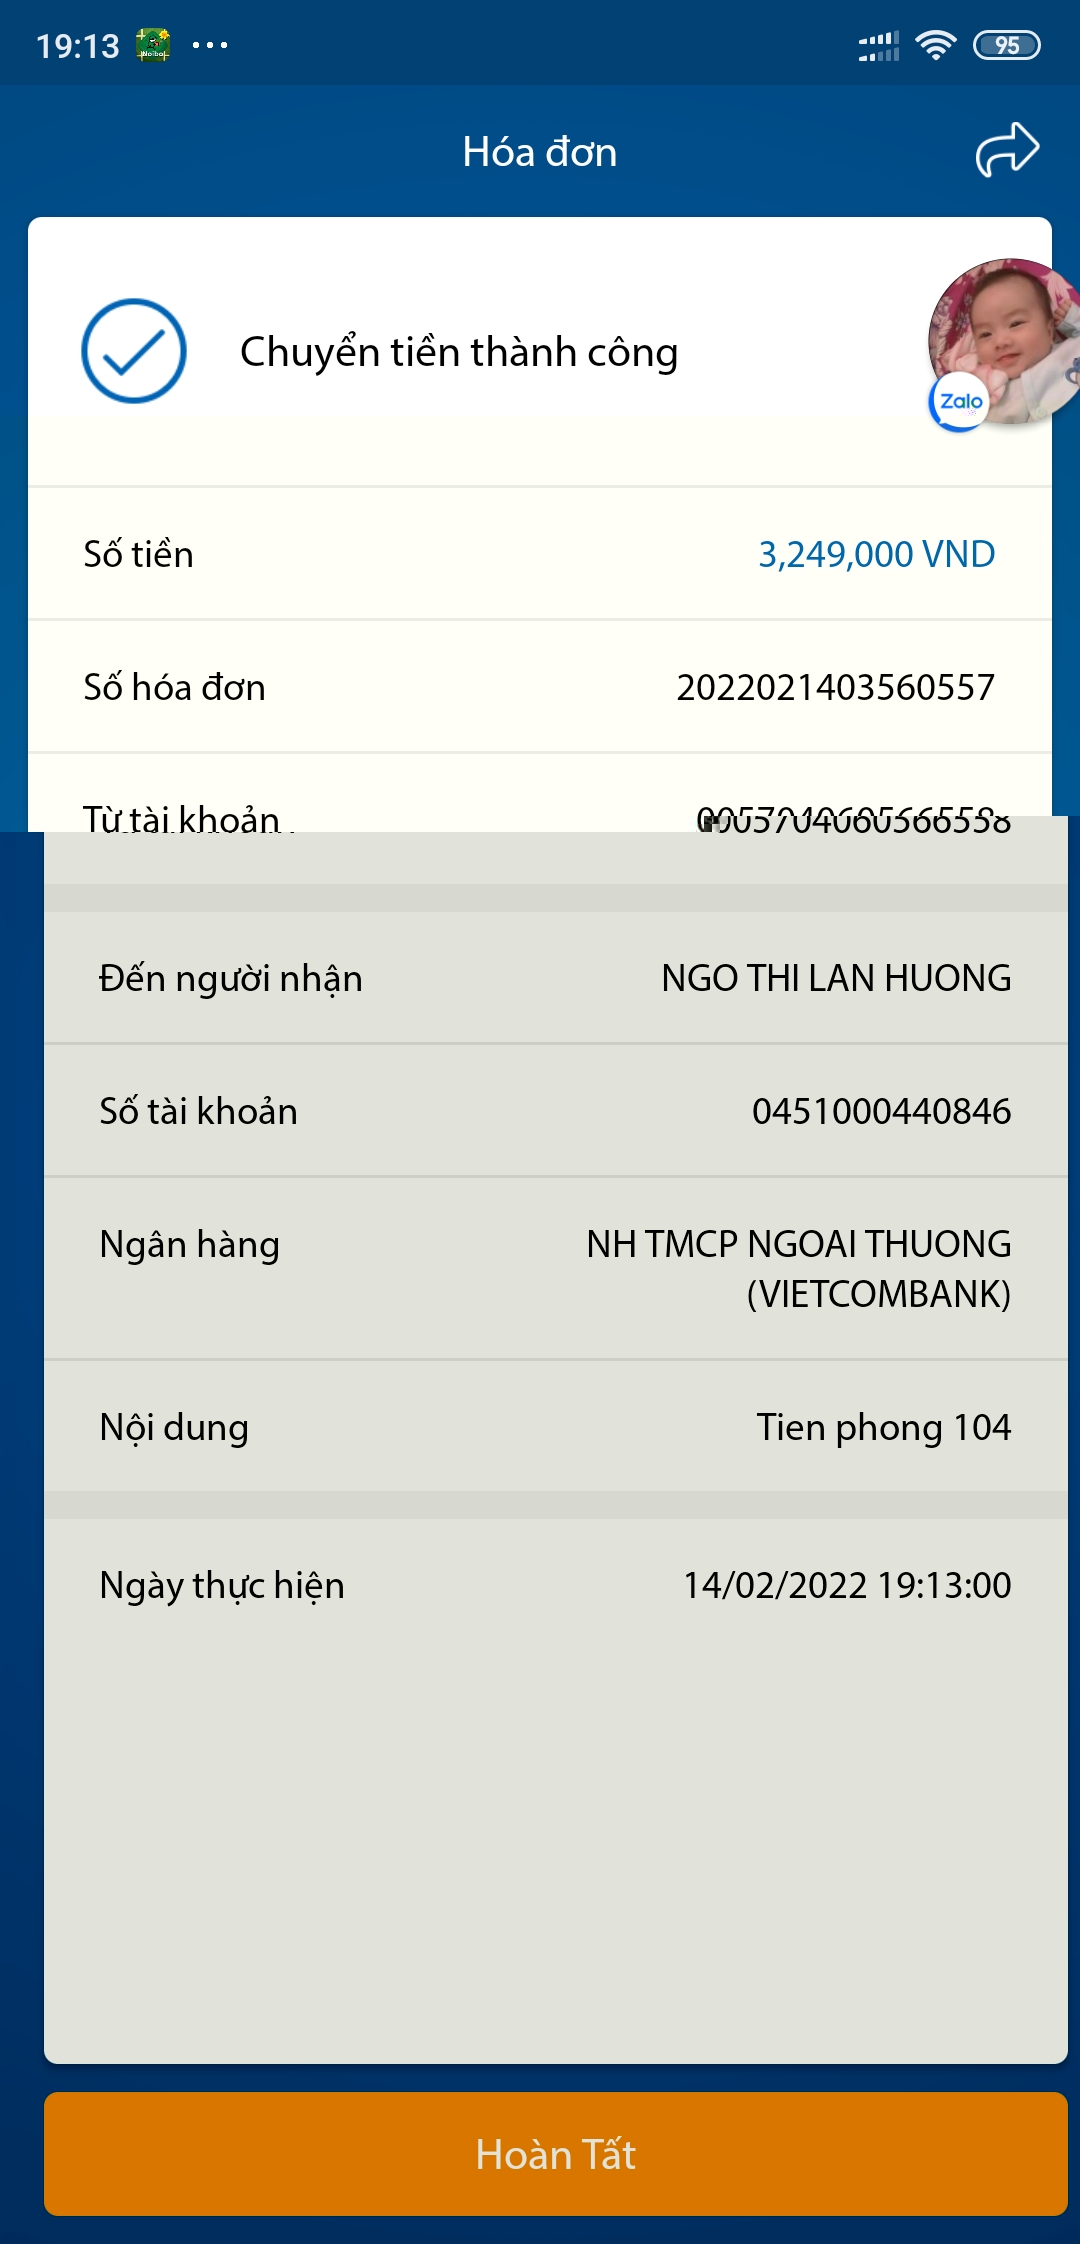 19:13
95
Hóa đơn
Chuyển tiền thành công
Zalo
Số tiền 3,249,000 VND
Số hóa đơn 2022021403560557
Từ tài khoản
Đến người nhận NGO THI LAN HUONG
Số tài khoản 0451000440846
Ngân hàng NH TMCP NGOAI THUONG
(VIETCOMBANK)
Nội dung Tien phong 104
Ngày thực hiện 14/02/2022 19:13:00
Hoàn Tất